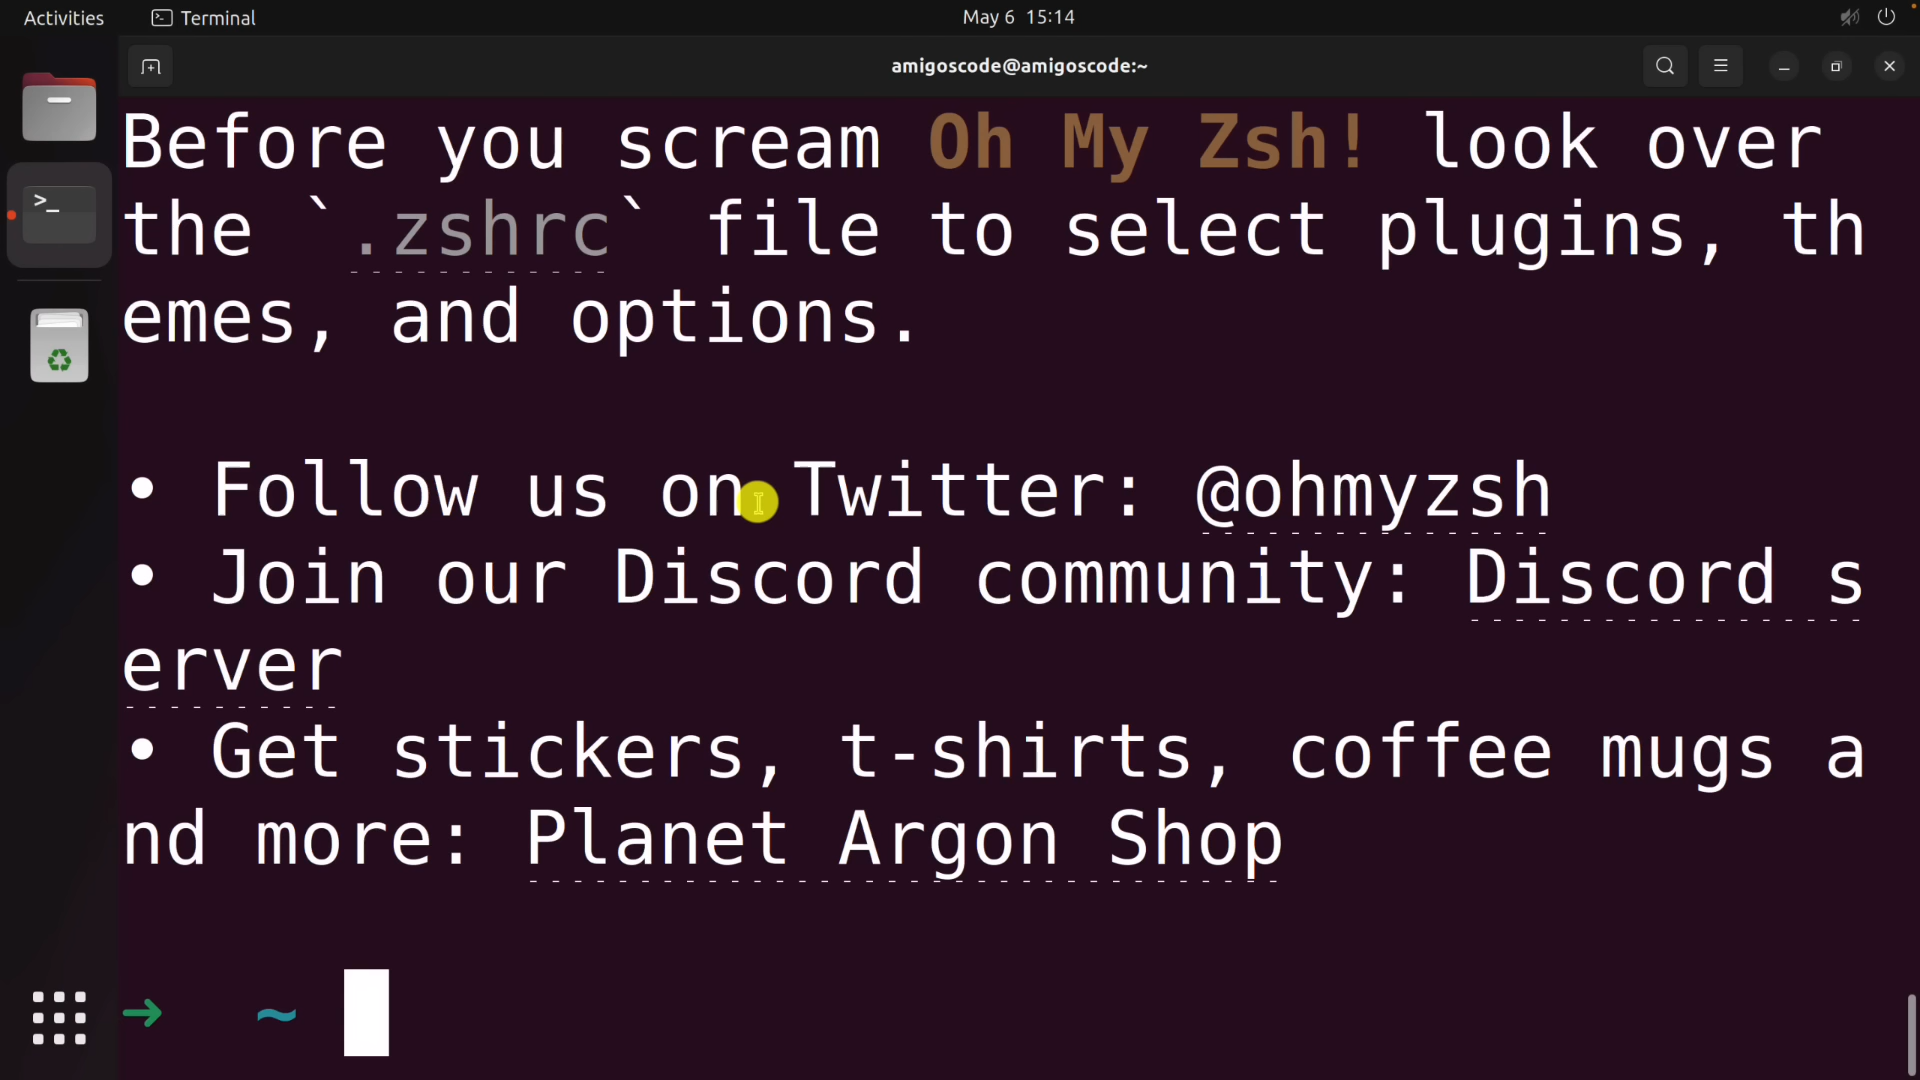 Activities Terminal May 6 15:14
amigoscode@amigoscode:~
Before you scream Oh My Zsh! look over
the `.zshrc` file to select plugins, th
emes, and options.
• Follow us on Twitter: @ohmyzsh
• Join our Discord community: Discord s
erver
• Get stickers, t-shirts, coffee mugs a
nd more: Planet Argon Shop
➜ ~